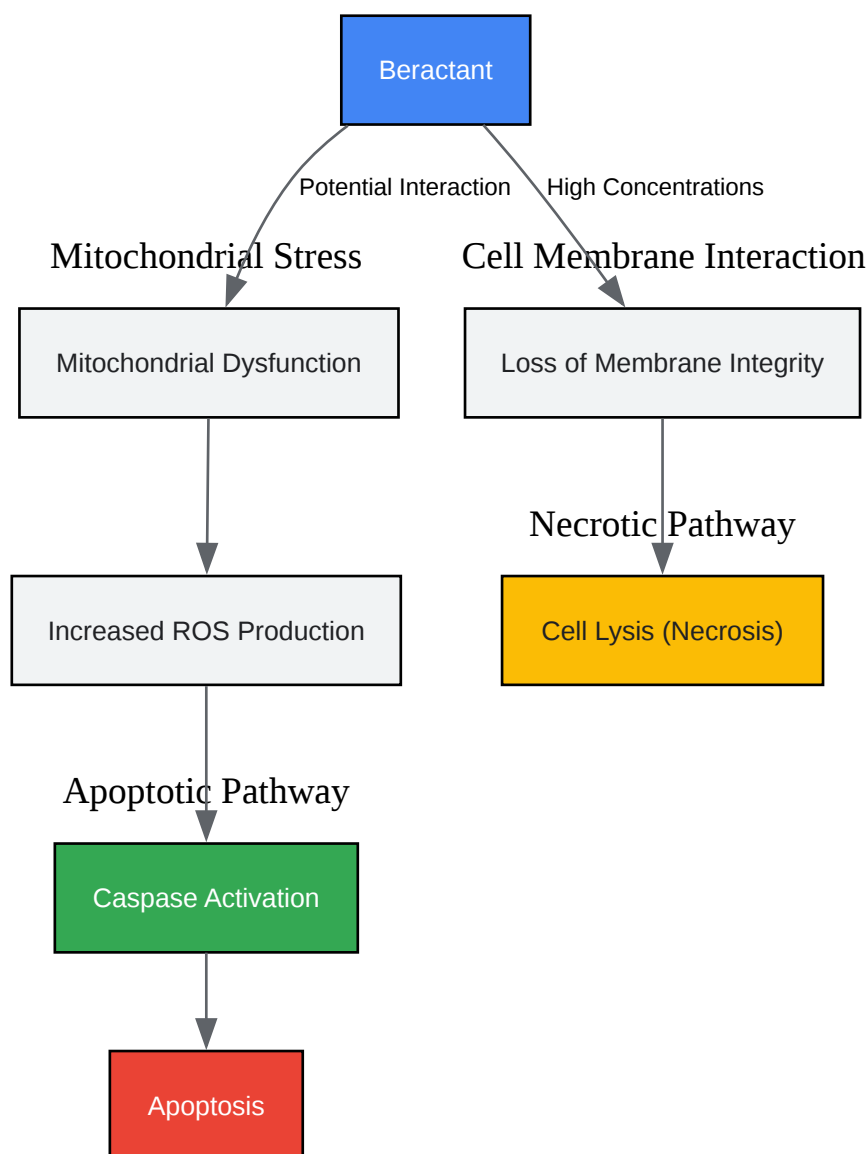 Beractant
Potential Interaction
High Concentrations
Mitochondrial Stress
Cell Membrane Interaction
Mitochondrial Dysfunction
Loss of Membrane Integrity
Necrotic Pathway
Increased ROS Production
Cell Lysis (Necrosis)
Apoptotic Pathway
Caspase Activation
Apoptosis